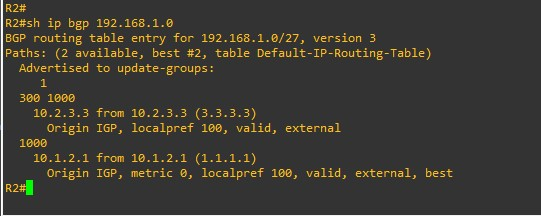 R2#
R2#sh ip bgp 192.168.1.0
BGP routing table entry for 192.168.1.0/27, version 3
Paths: (2 available, best #2, table Default-IP-Routing-Table)
  Advertised to update-groups:
     1
  300 1000
    10.2.3.3 from 10.2.3.3 (3.3.3.3)
      Origin IGP, localpref 100, valid, external
  1000
    10.1.2.1 from 10.1.2.1 (1.1.1.1)
      Origin IGP, metric 0, localpref 100, valid, external, best
R2#